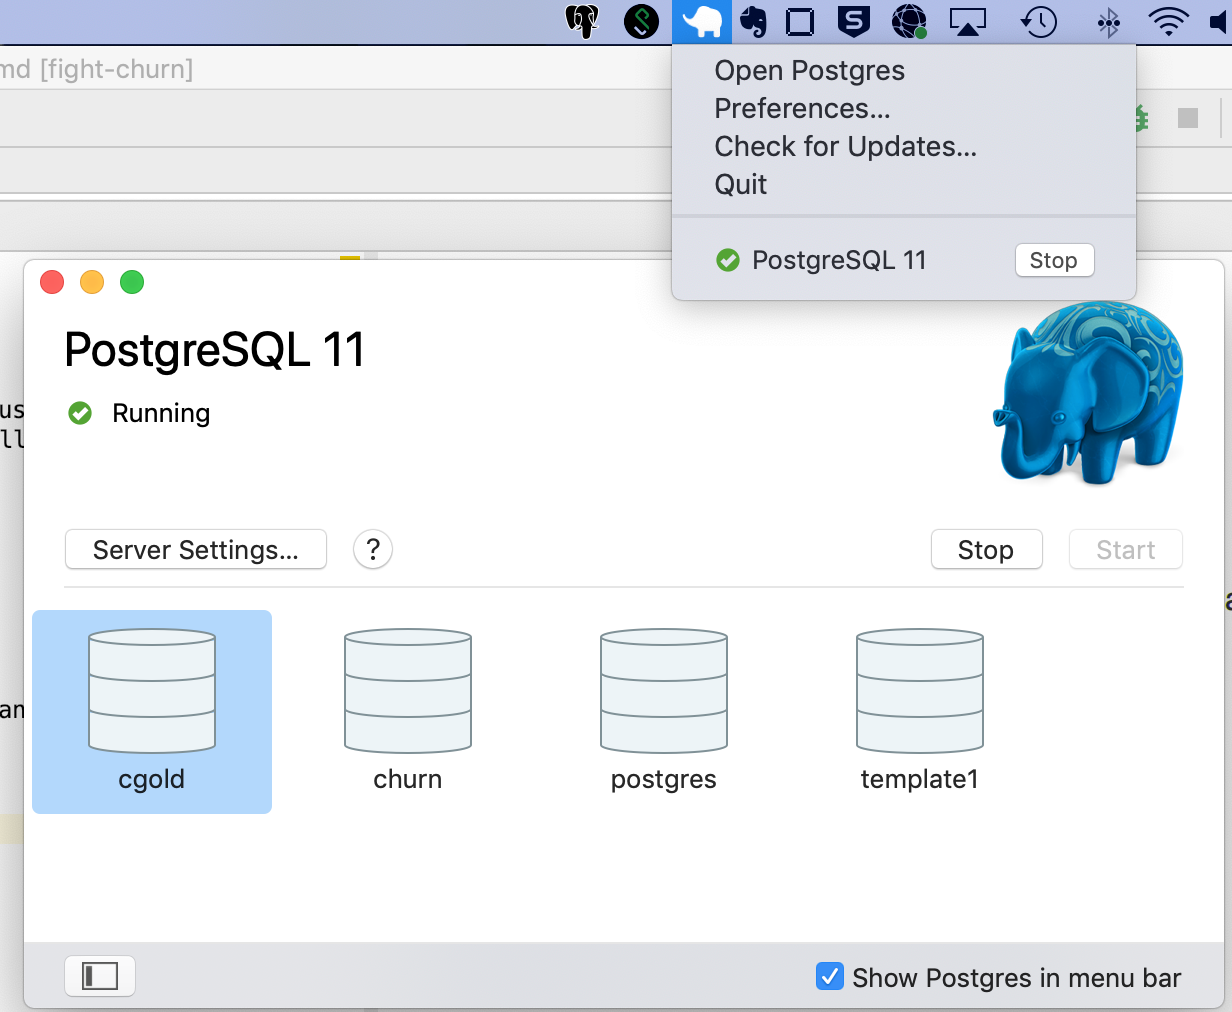 md [fight-churn]
Open Postgres
Preferences...
Check for Updates...
Quit
PostgreSQL 11
Stop
PostgreSQL 11
Running
us
ll
Server Settings...
?
Stop
Start
am
cgold
churn
postgres
template1
Show Postgres in menu bar